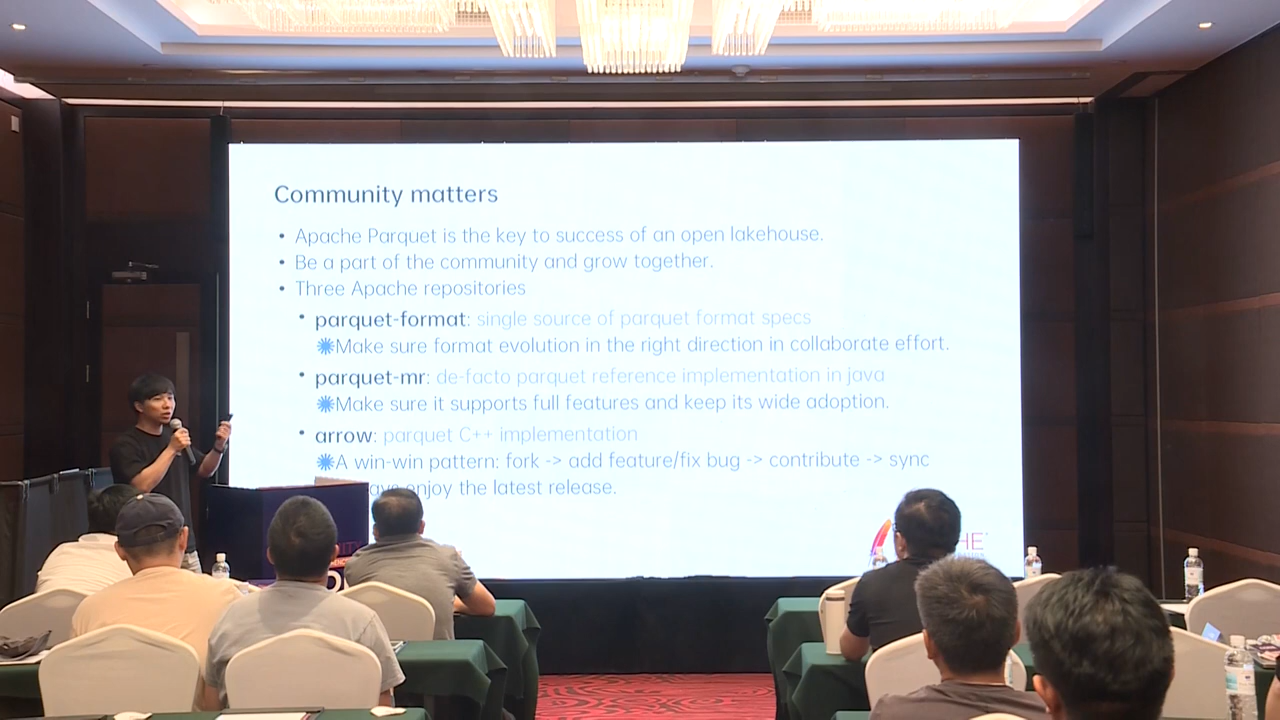 Community matters
• Apache Parquet is the key to success of an open lakehouse.
• Be a part of the community and grow together.
• Three Apache repositories
• parquet-format: single source of parquet format specs
Make sure format evolution in the right direction in collaborate effort.
• parquet-mr: de-facto parquet reference implementation in java
Make sure it supports full features and keep its wide adoption.
• arrow: parquet C++ implementation
A win-win pattern: fork -> add feature/fix bug -> contribute -> sync
enjoy the latest release.